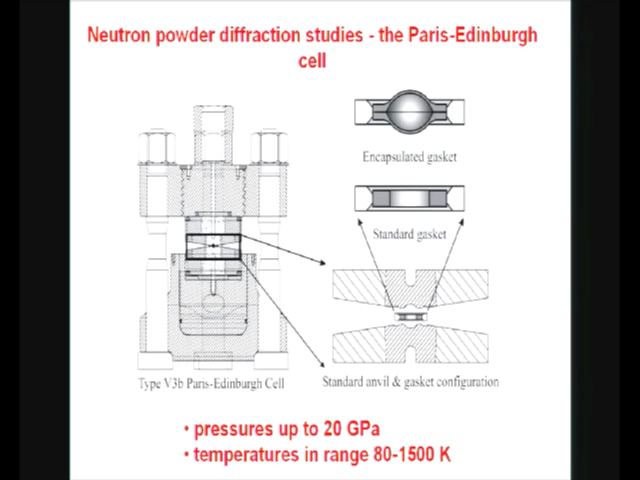 Neutron powder diffraction studies - the Paris-Edinburgh
cell
Encapsulated gasket
Standard gasket
Type V3b Paris-Edinburgh Cell
Standard anvil & gasket configuration
• pressures up to 20 GPa
• temperatures in range 80-1500 K